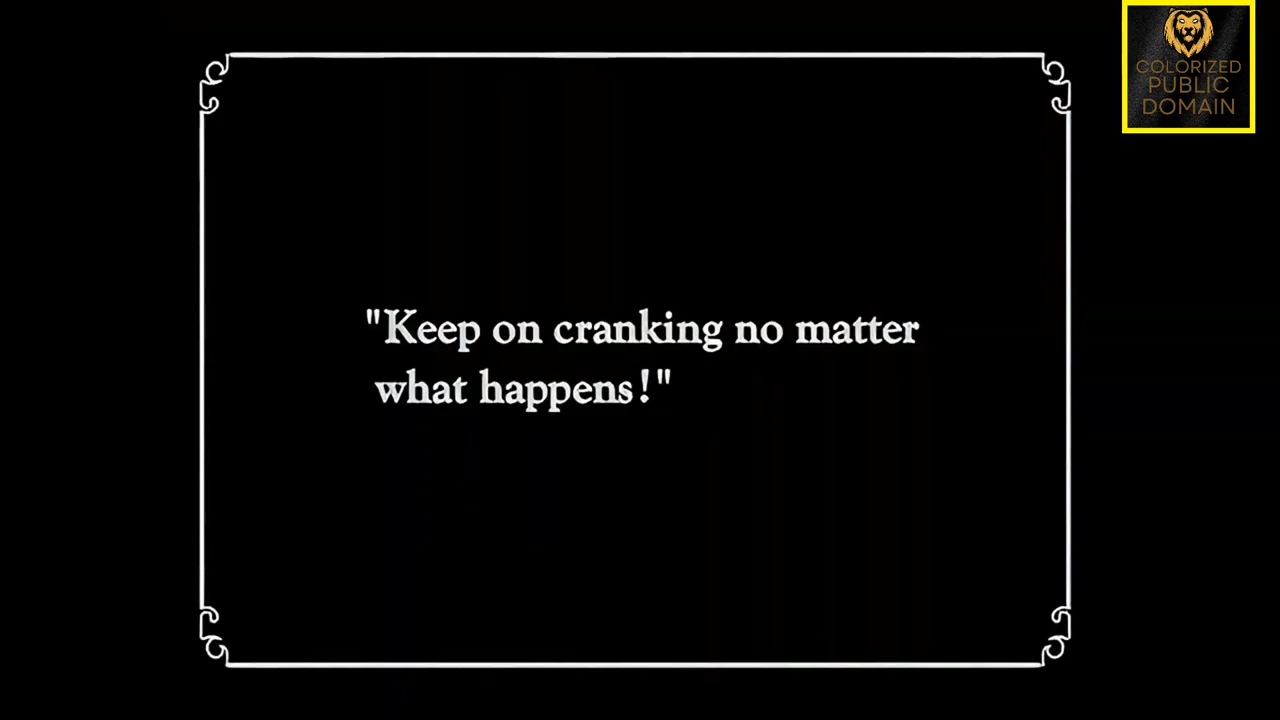 COLORIZED
PUBLIC
DOMAIN
"Keep on cranking no matter
what happens!"